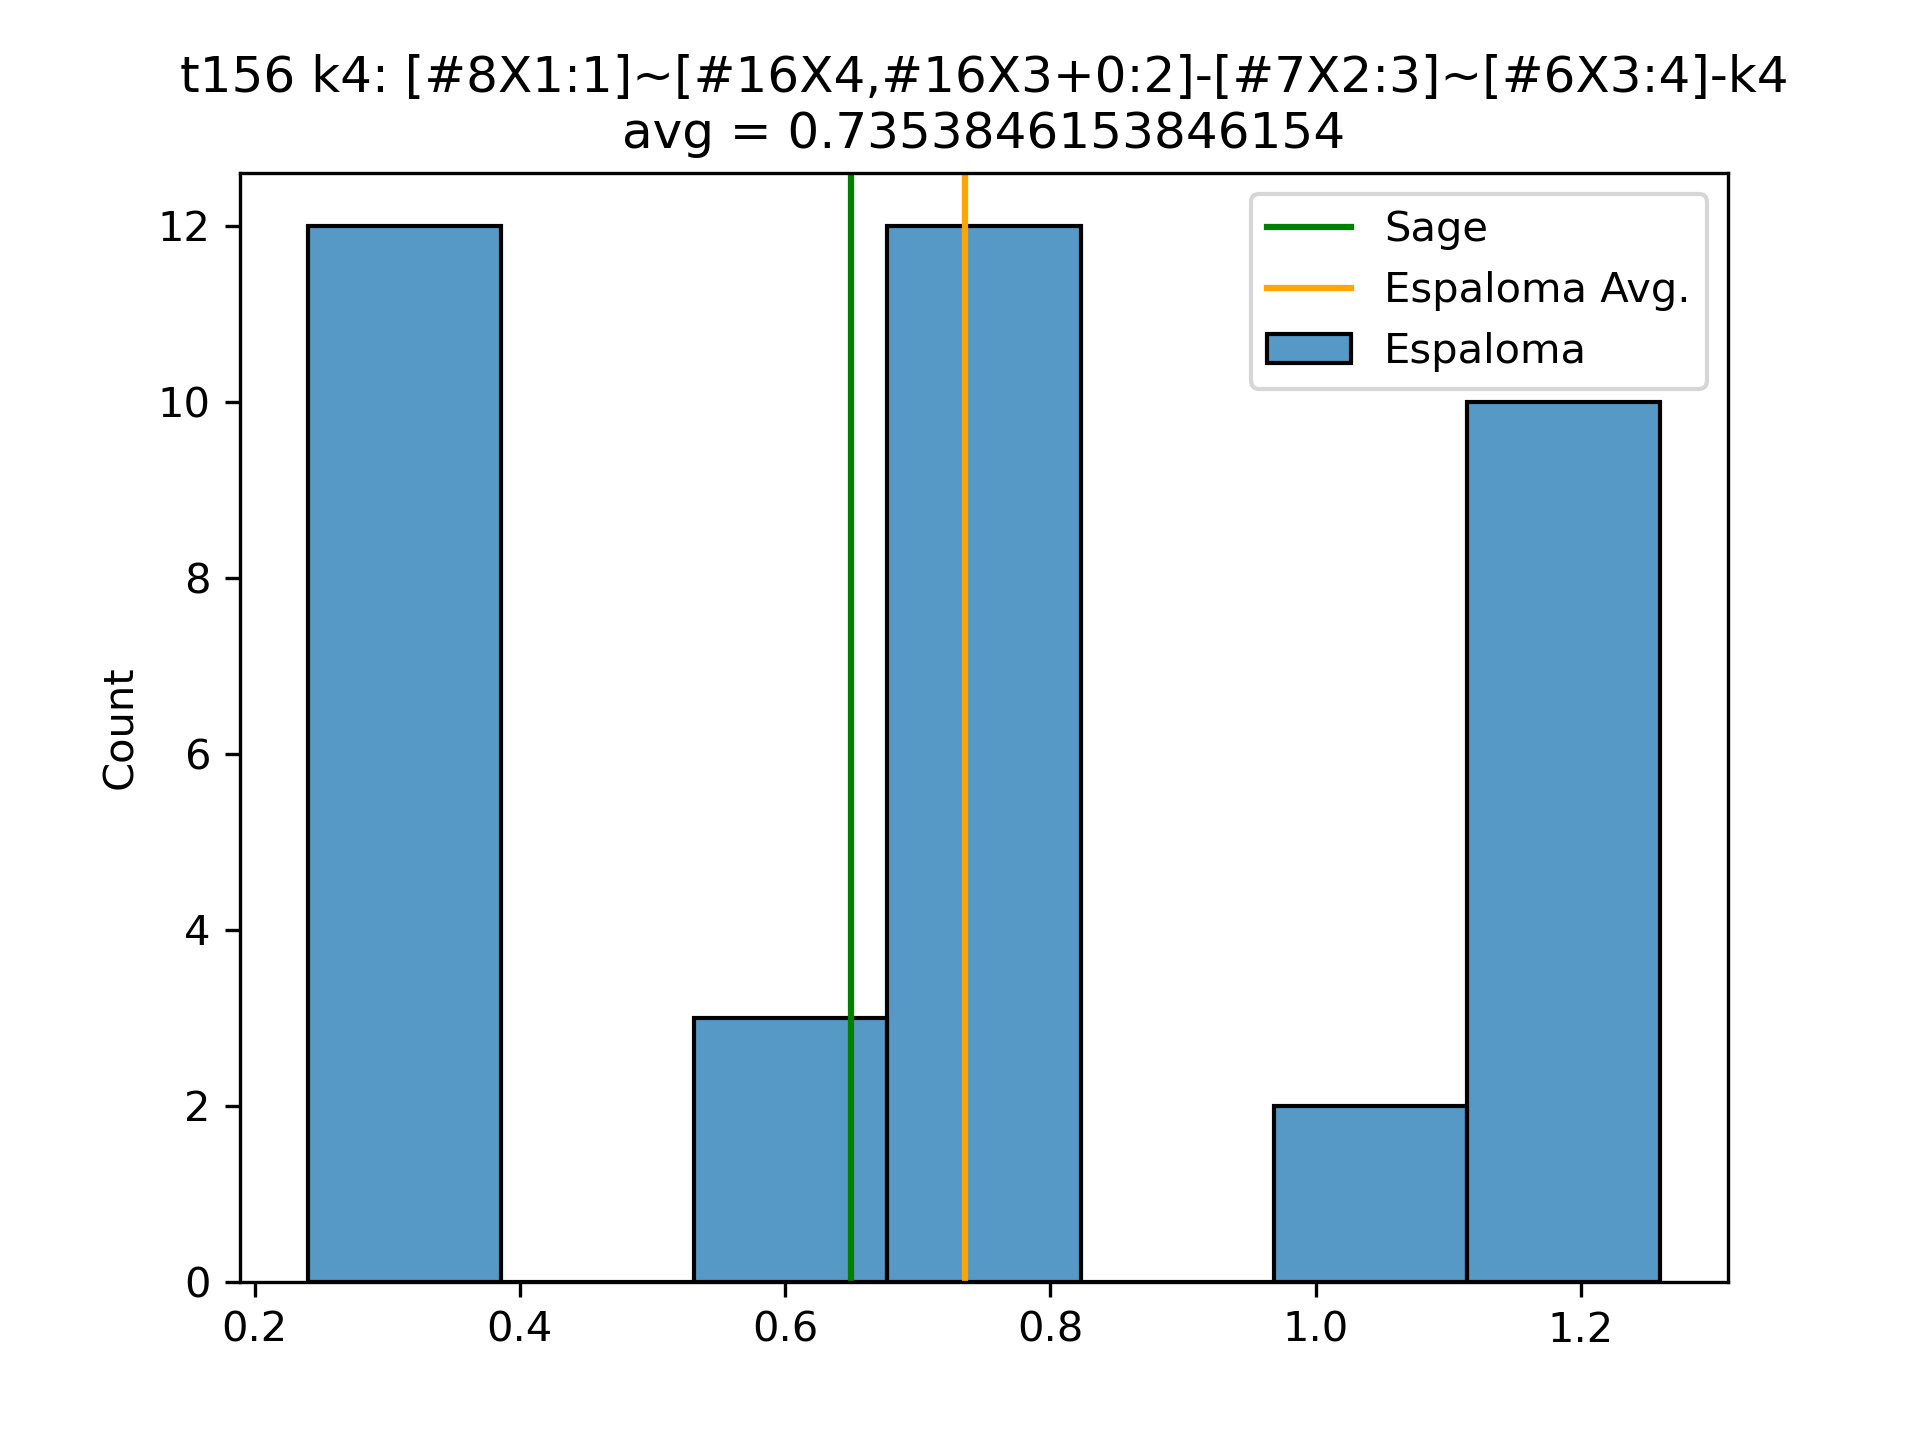 t156 k4: [#8X1:1]~[#16X4,#16X3+0:2]-[#7X2:3]~[#6X3:4]-k4
avg = 0.7353846153846154
Sage
Espaloma Avg.
Espaloma
12
10
8
6
4
2
0
Count
0.2
0.4
0.6
0.8
1.0
1.2